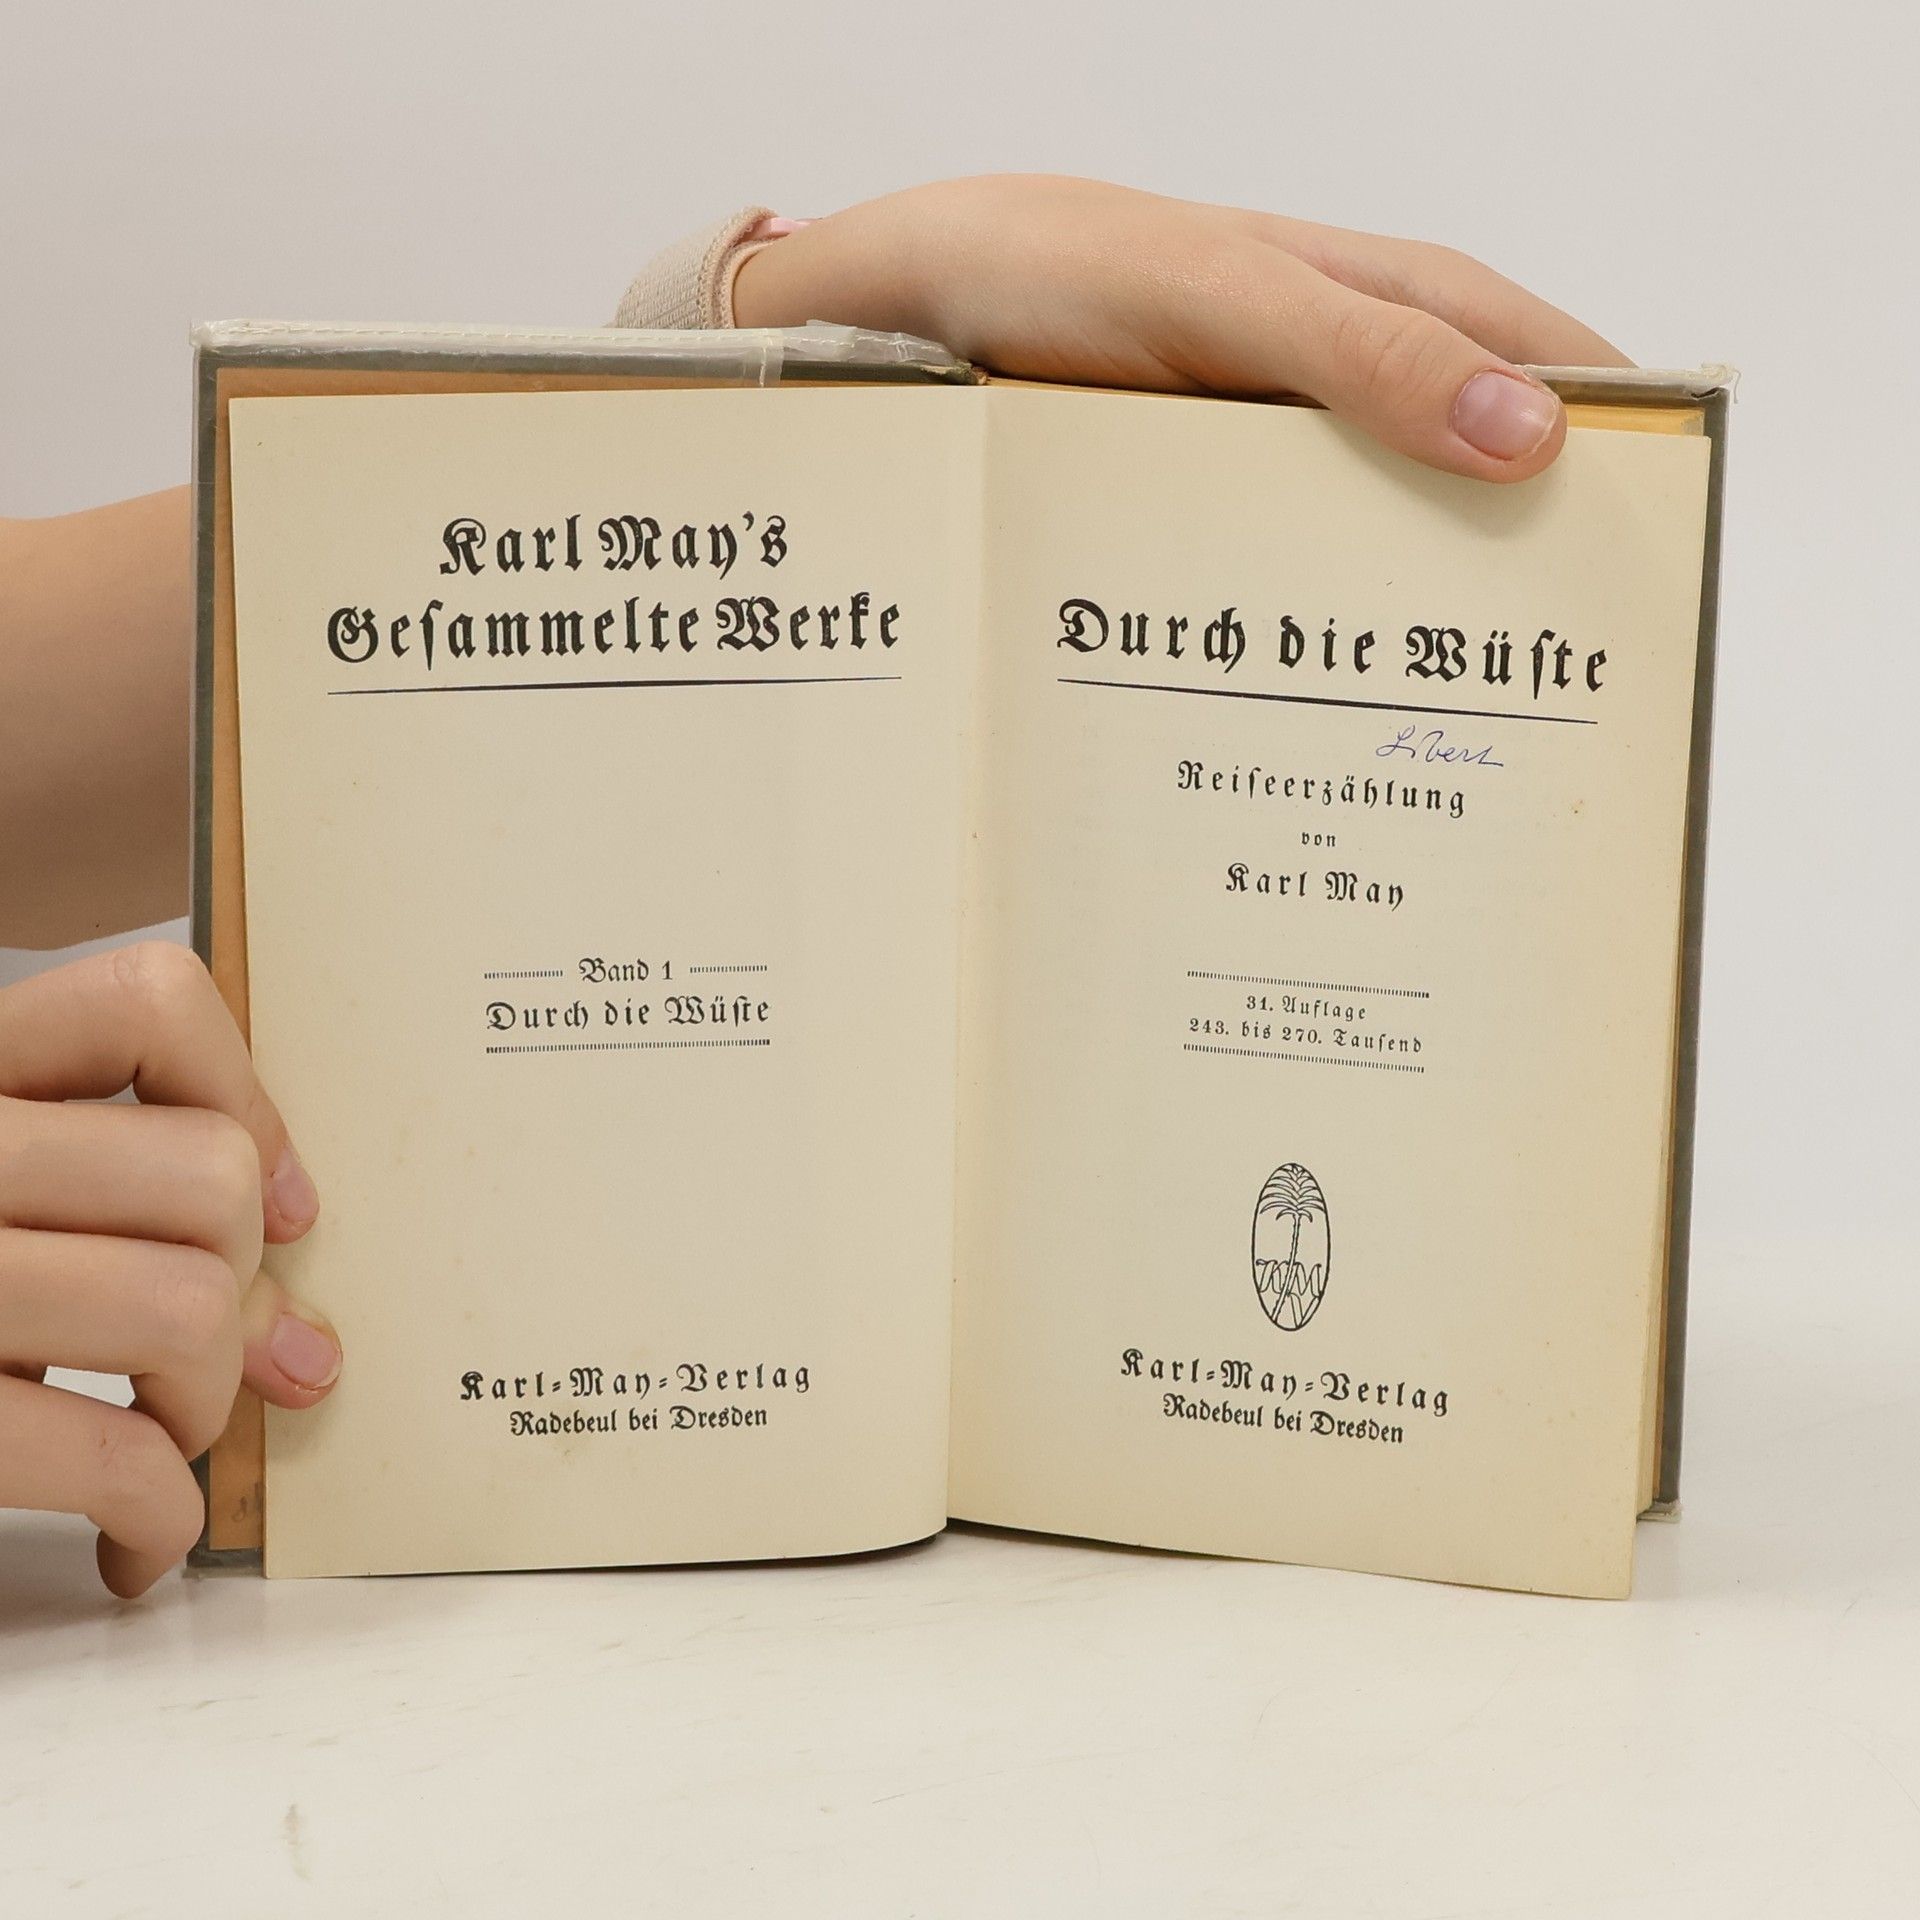 Karl May's
Gesammelte Werke
Band 1
Durch die Wüste
Karl-May-Verlag
Radebeul bei Dresden
Durch die Wüste
Reiseerzählung
von
Karl May
31. Auflage
243. bis 270. Tausend
KMV
Karl-May-Verlag
Radebeul bei Dresden